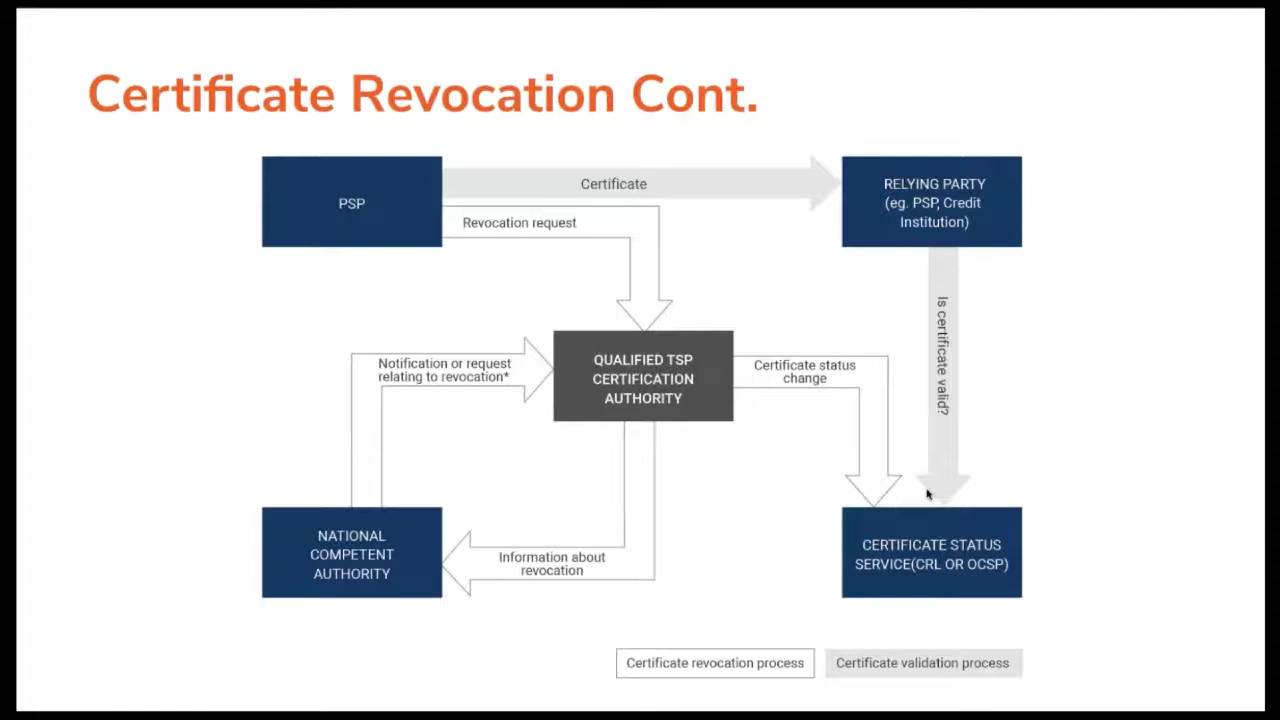 Certificate Revocation Cont.
PSP
Certificate
RELYING PARTY
(eg. PSP, Credit
Institution)
Revocation request
Is certificate valid?
Notification or request
relating to revocation*
QUALIFIED TSP
CERTIFICATION
AUTHORITY
Certificate status
change
NATIONAL
COMPETENT
AUTHORITY
Information about
revocation
CERTIFICATE STATUS
SERVICE(CRL OR OCSP)
Certificate revocation process
Certificate validation process